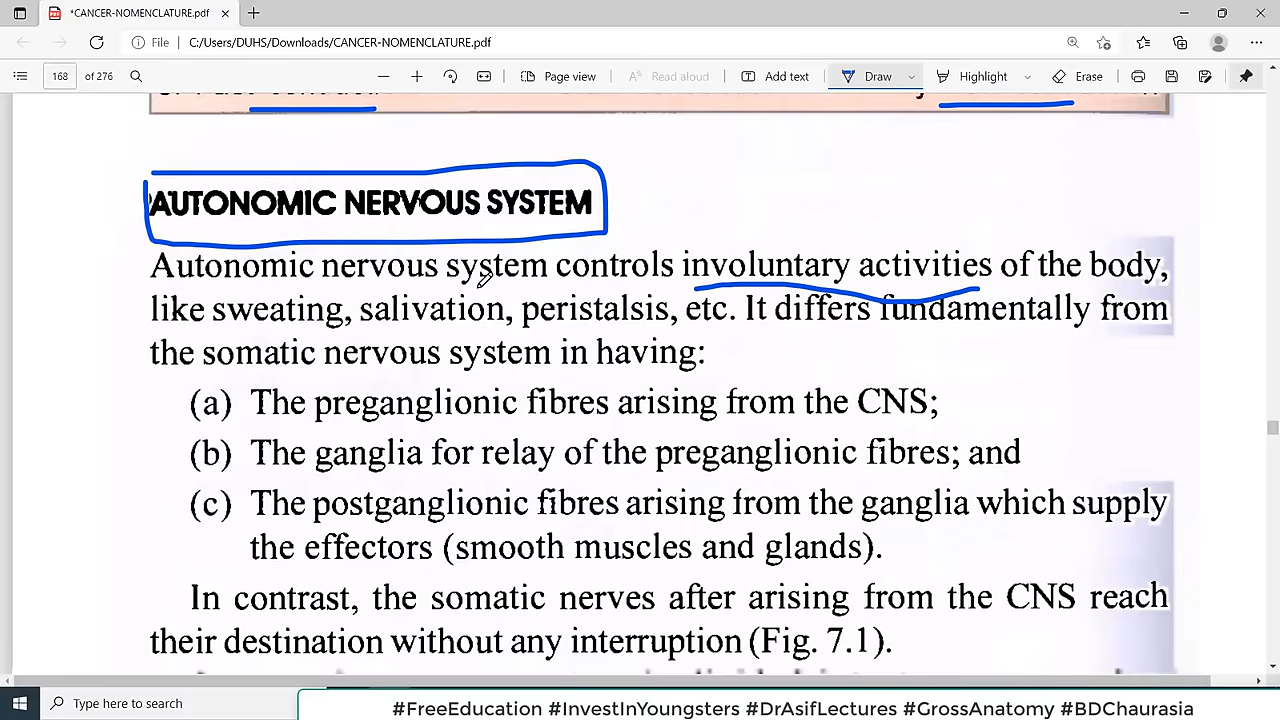 *CANCER-NOMENCLATURE.pdf
File C:/Users/DUHS/Downloads/CANCER-NOMENCLATURE.pdf
168 of 276 Page view Read aloud Add text Draw Highlight Erase
AUTONOMIC NERVOUS SYSTEM
Autonomic nervous system controls involuntary activities of the body,
like sweating, salivation, peristalsis, etc. It differs fundamentally from
the somatic nervous system in having:
(a) The preganglionic fibres arising from the CNS;
(b) The ganglia for relay of the preganglionic fibres; and
(c) The postganglionic fibres arising from the ganglia which supply
the effectors (smooth muscles and glands).
In contrast, the somatic nerves after arising from the CNS reach
their destination without any interruption (Fig. 7.1).
Type here to search
#FreeEducation #InvestInYoungsters #DrAsifLectures #GrossAnatomy #BDChaurasia